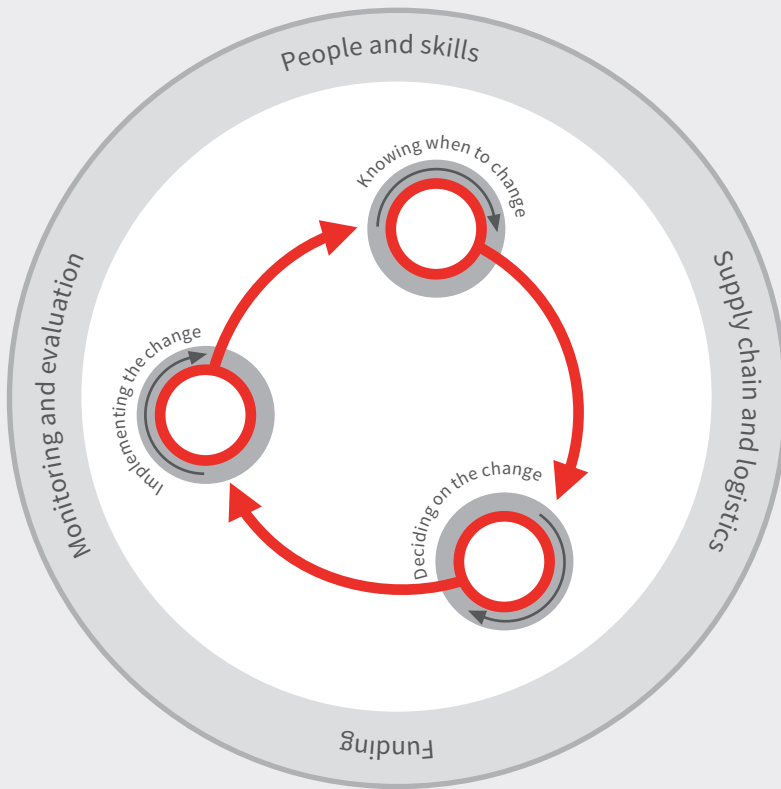 People and skills
Knowing when to change
Supply chain and logistics
Monitoring and evaluation
Implementing the change
Deciding on the change
Funding